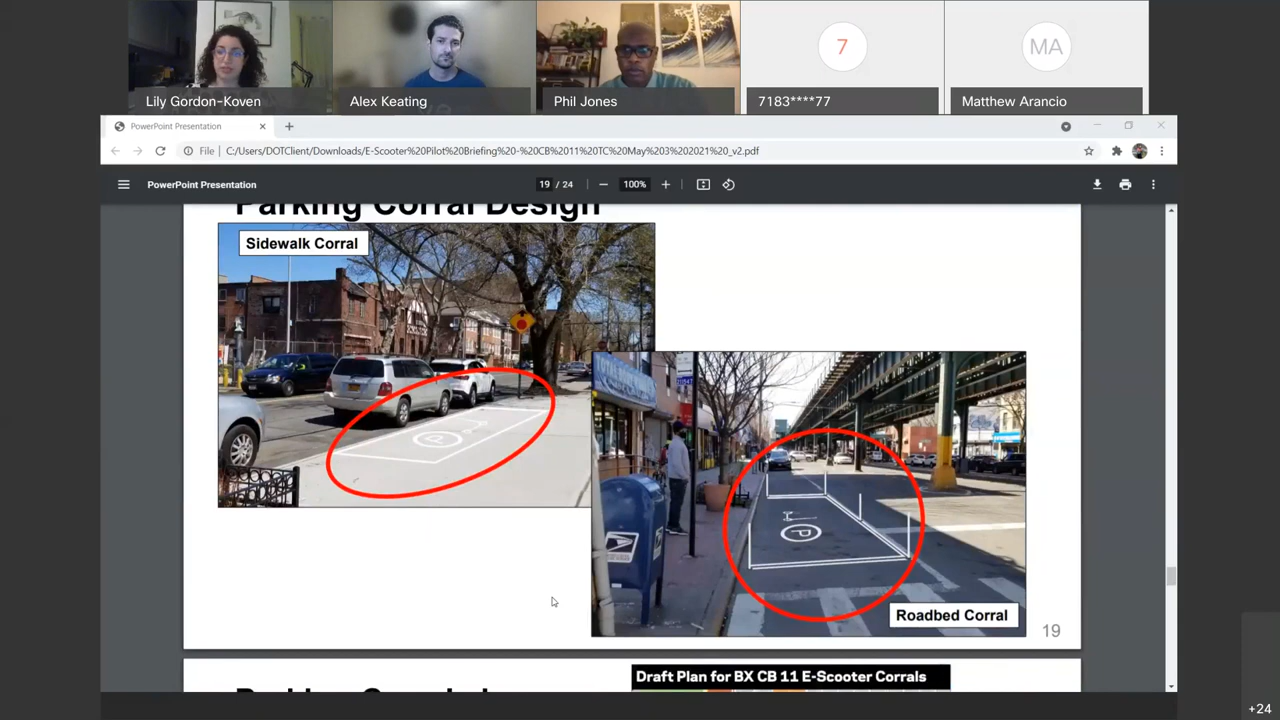 Lily Gordon-Koven
Alex Keating
Phil Jones
7
7183****77
MA
Matthew Arancio
PowerPoint Presentation
File
C:/Users/DOTClient/Downloads/E-Scooter%20Pilot%20Briefing%20-%20CB%2011%20TC%20May%203%202021%20_v2.pdf
PowerPoint Presentation
19 / 24
100%
Parking Corral Design
Sidewalk Corral
P
P
Roadbed Corral
19
Draft Plan for BX CB 11 E-Scooter Corrals
+24